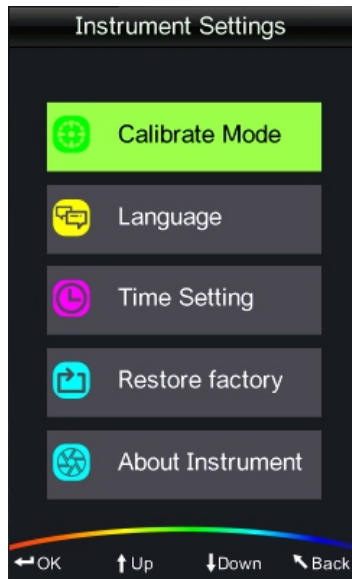 Instrument Settings
Calibrate Mode
Language
Time Setting
Restore factory
About Instrument
OK Up Down Back